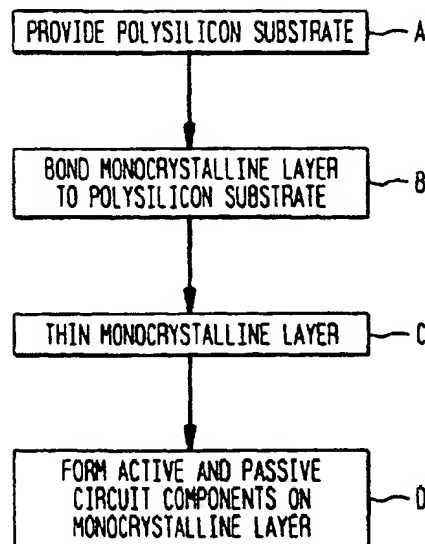 PROVIDE POLYSILICON SUBSTRATE A
BOND MONOCRYSTALLINE LAYER
TO POLYSILICON SUBSTRATE B
THIN MONOCRYSTALLINE LAYER C
FORM ACTIVE AND PASSIVE
CIRCUIT COMPONENTS ON D
MONOCRYSTALLINE LAYER